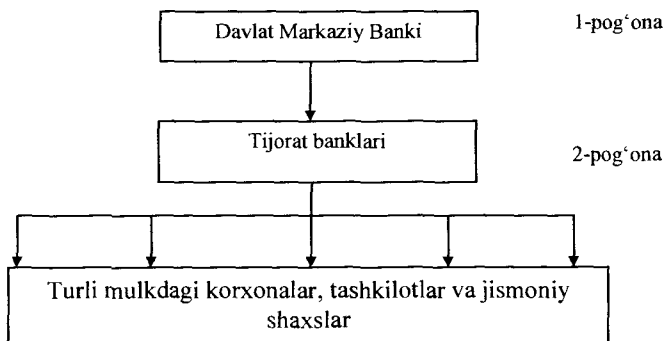 Davlat Markaziy Banki
1-pog‘ona
Tijorat banklari
2-pog‘ona
Turli mulkdagi korxonalar, tashkilotlar va jismoniy
shaxslar